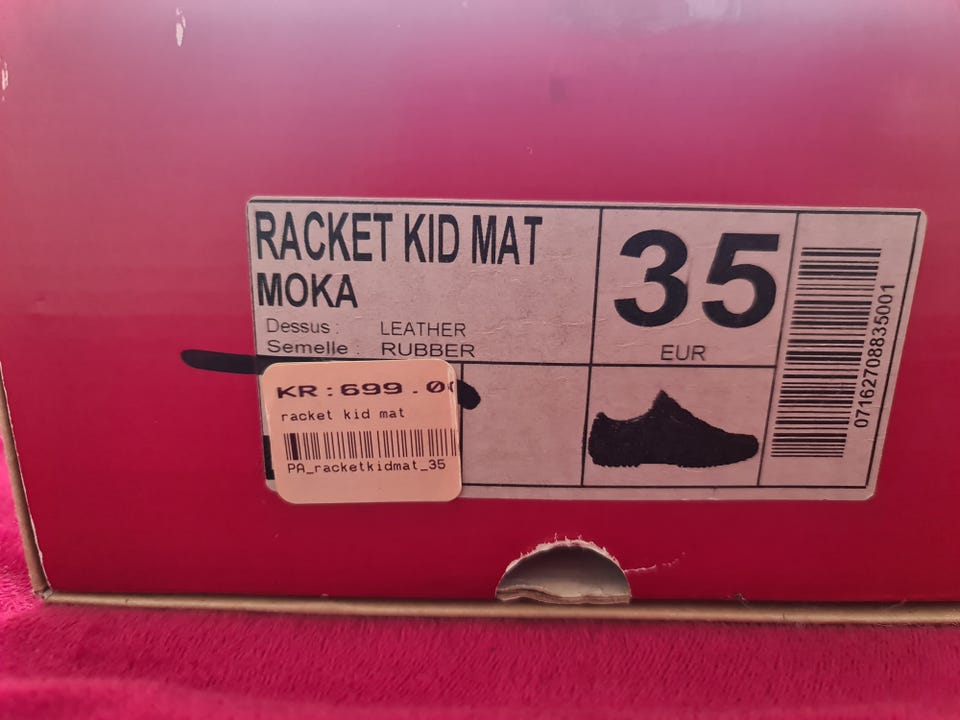 RACKET KID MAT
MOKA
Dessus : LEATHER
Semelle : RUBBER
35
EUR
07162708835001
KR:699.00
racket kid mat
PA_racketkidmat_35